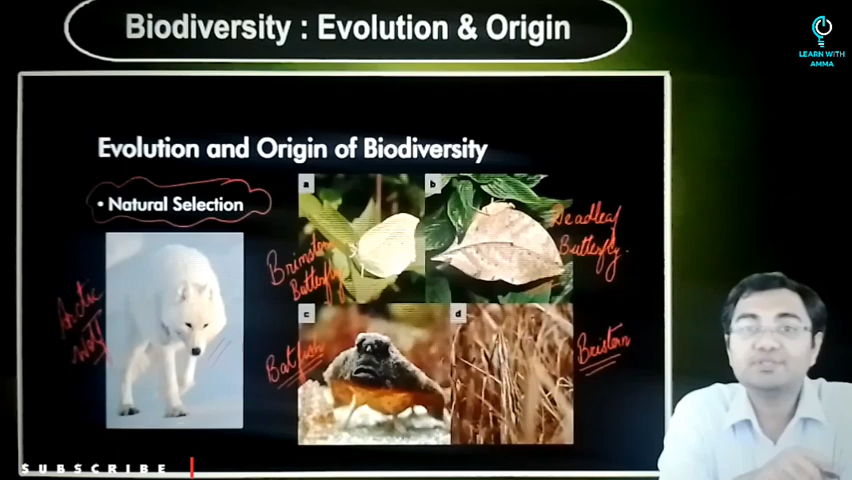 Biodiversity : Evolution & Origin
LEARN WITH
AMMA
Evolution and Origin of Biodiversity
• Natural Selection
a
b
Deadleaf
Butterfly.
Brimstone
Butterfly
Arctic
Wolf
c
d
Batfish
SUBSCRIBE